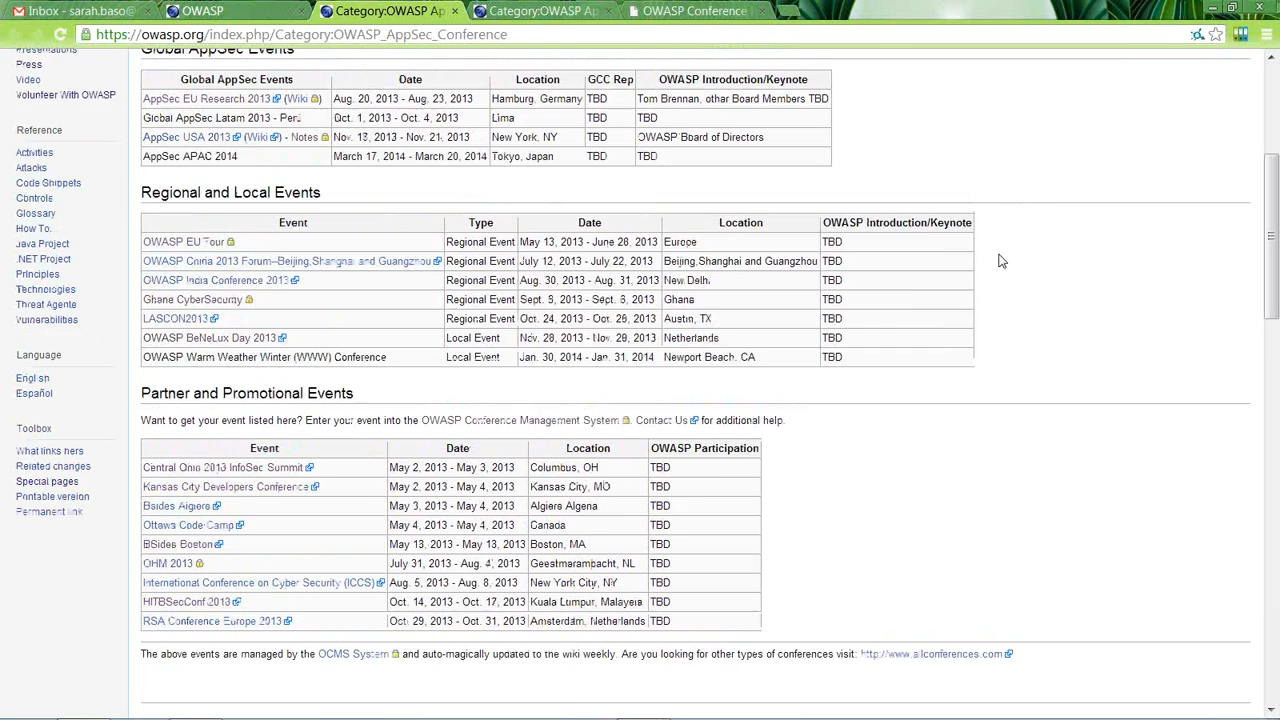 Inbox - sarah.baso@
OWASP
Category:OWASP Ap
Category:OWASP Ap
OWASP Conference
https://owasp.org/index.php/Category:OWASP_AppSec_Conference
Presentations
Press
Video
Volunteer With OWASP
Reference
Activities
Attacks
Code Snippets
Controls
Glossary
How To...
Java Project
.NET Project
Principles
Technologies
Threat Agents
Vulnerabilities
Language
English
Español
Toolbox
What links here
Related changes
Special pages
Printable version
Permanent link
Global AppSec Events
Global AppSec Events Date Location GCC Rep OWASP Introduction/Keynote
AppSec EU Research 2013 (Wiki) Aug. 20, 2013 - Aug. 23, 2013 Hamburg, Germany TBD Tom Brennan, othar Board Members TBD
Global AppSec Latam 2013 - Peru Oct. 1, 2013 - Oct. 4, 2013 Lima TBD TBD
AppSec USA 2013 (Wiki) - Notes Nov. 18, 2013 - Nov. 21, 2013 New York, NY TBD OWASP Board of Directors
AppSec APAC 2014 March 17, 2014 - March 20, 2014 Tokyo, Japan TBD TBD
Regional and Local Events
Event Type Date Location OWASP Introduction/Keynote
OWASP EU Tour Regional Event May 13, 2013 - June 28, 2013 Europe TBD
OWASP China 2013 Forum--Beijing,Shanghai and Guangzhou Regional Event July 12, 2013 - July 22, 2013 Beijing,Shanghai and Guangzhou TBD
OWASP India Conference 2013 Regional Event Aug. 30, 2013 - Aug. 31, 2013 New Delhi TBD
Ghana CyberSecurity Regional Event Sept. 5, 2013 - Sept. 6, 2013 Ghana TBD
LASCON2013 Regional Event Oct. 24, 2013 - Oct. 25, 2013 Austin, TX TBD
OWASP BeNeLux Day 2013 Local Event Nov. 28, 2013 - Nov. 29, 2013 Netherlands TBD
OWASP Warm Weather Winter (WWW) Conference Local Event Jan. 30, 2014 - Jan. 31, 2014 Newport Beach, CA TBD
Partner and Promotional Events
Want to get your event listed here? Enter your event into the OWASP Conference Management System. Contact Us for additional help.
Event Date Location OWASP Participation
Central Ohio 2013 InfoSec Summit May 2, 2013 - May 3, 2013 Columbus, OH TBD
Kansas City Developers Conference May 2, 2013 - May 4, 2013 Kansas City, MO TBD
Bsides Algiers May 3, 2013 - May 4, 2013 Algiers Algeria TBD
Ottawa Code Camp May 4, 2013 - May 4, 2013 Canada TBD
BSides Boston May 13, 2013 - May 13, 2013 Boston, MA TBD
OHM 2013 July 31, 2013 - Aug. 4, 2013 Geestmarambacht, NL TBD
International Conference on Cyber Security (ICCS) Aug. 5, 2013 - Aug. 8, 2013 New York City, NY TBD
HITBSecConf 2013 Oct. 14, 2013 - Oct. 17, 2013 Kuala Lumpur, Malaysia TBD
RSA Conference Europe 2013 Oct. 29, 2013 - Oct. 31, 2013 Amsterdam, Netherlands TBD
The above events are managed by the OCMS System and auto-magically updated to the wiki weekly. Are you looking for other types of conferences visit: http://www.allconferences.com